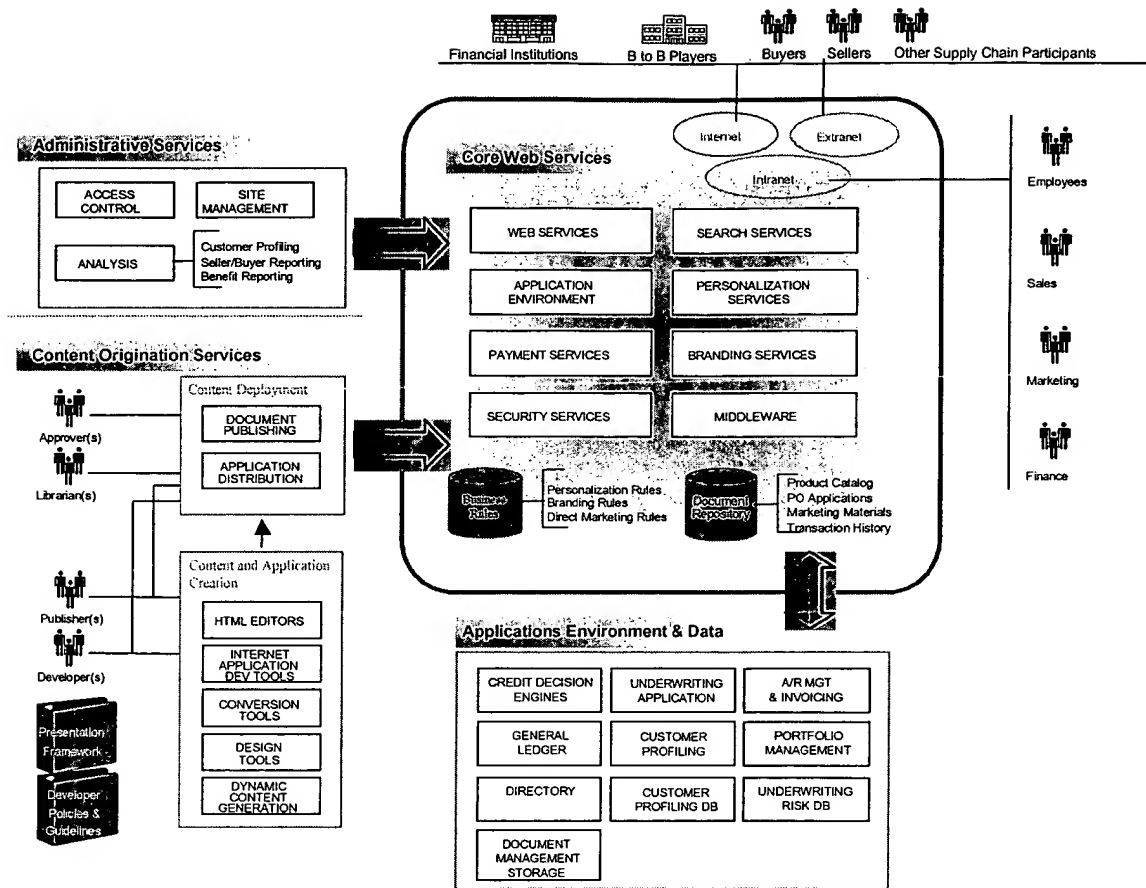 Financial Institutions
B to B Players
Buyers
Sellers
Other Supply Chain Participants
Internet
Extranet
Intranet
Employees
Sales
Marketing
Finance
Administrative Services
ACCESS
CONTROL
SITE
MANAGEMENT
ANALYSIS
Customer Profiling
Seller/Buyer Reporting
Benefit Reporting
Core Web Services
WEB SERVICES
SEARCH SERVICES
APPLICATION
ENVIRONMENT
PERSONALIZATION
SERVICES
PAYMENT SERVICES
BRANDING SERVICES
SECURITY SERVICES
MIDDLEWARE
Business
Rules
Personalization Rules
Branding Rules
Direct Marketing Rules
Document
Repository
Product Catalog
PO Applications
Marketing Materials
Transaction History
Content Origination Services
Approver(s)
Librarian(s)
Publisher(s)
Developer(s)
Content Deployment
DOCUMENT
PUBLISHING
APPLICATION
DISTRIBUTION
Content and Application
Creation
HTML EDITORS
INTERNET
APPLICATION
DEV TOOLS
CONVERSION
TOOLS
DESIGN
TOOLS
DYNAMIC
CONTENT
GENERATION
Presentation
Framework
Developer
Policies &
Guidelines
Applications Environment & Data
CREDIT DECISION
ENGINES
UNDERWRITING
APPLICATION
A/R MGT
& INVOICING
GENERAL
LEDGER
CUSTOMER
PROFILING
PORTFOLIO
MANAGEMENT
DIRECTORY
CUSTOMER
PROFILING DB
UNDERWRITING
RISK DB
DOCUMENT
MANAGEMENT
STORAGE